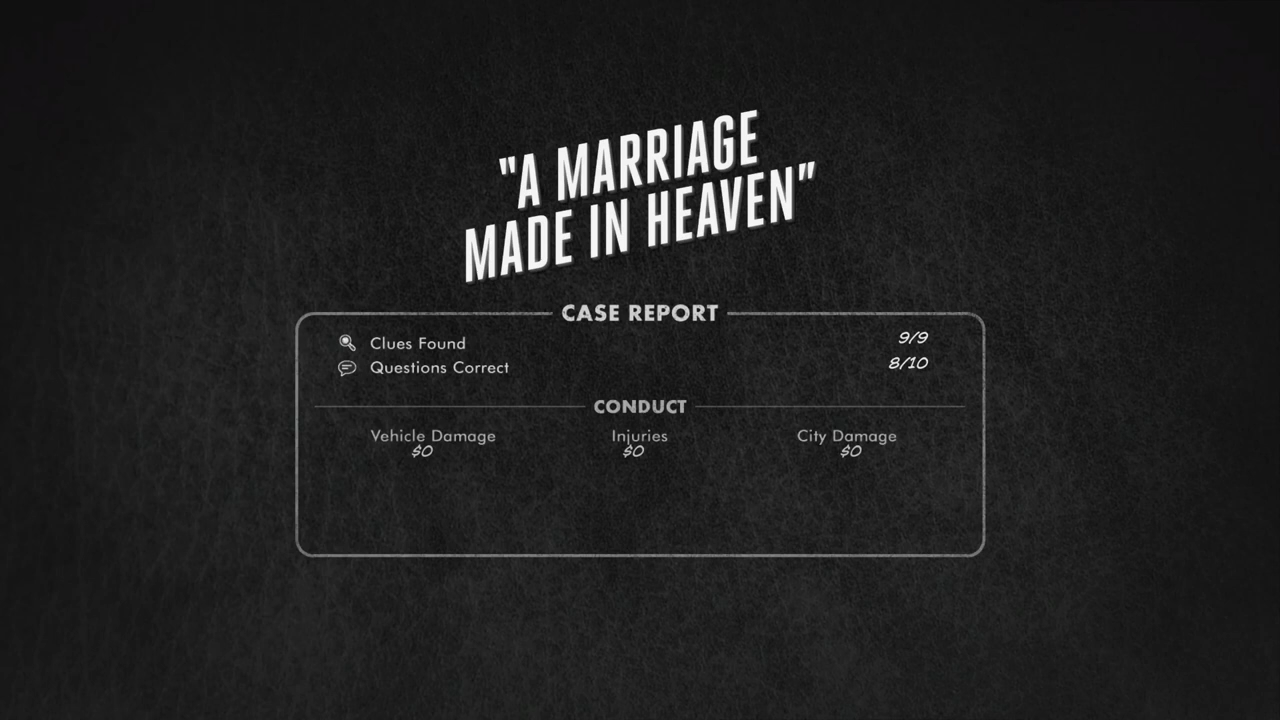 "A MARRIAGE
MADE IN HEAVEN"
CASE REPORT
Clues Found 9/9
Questions Correct 8/10
CONDUCT
Vehicle Damage Injuries City Damage
$0 $0 $0